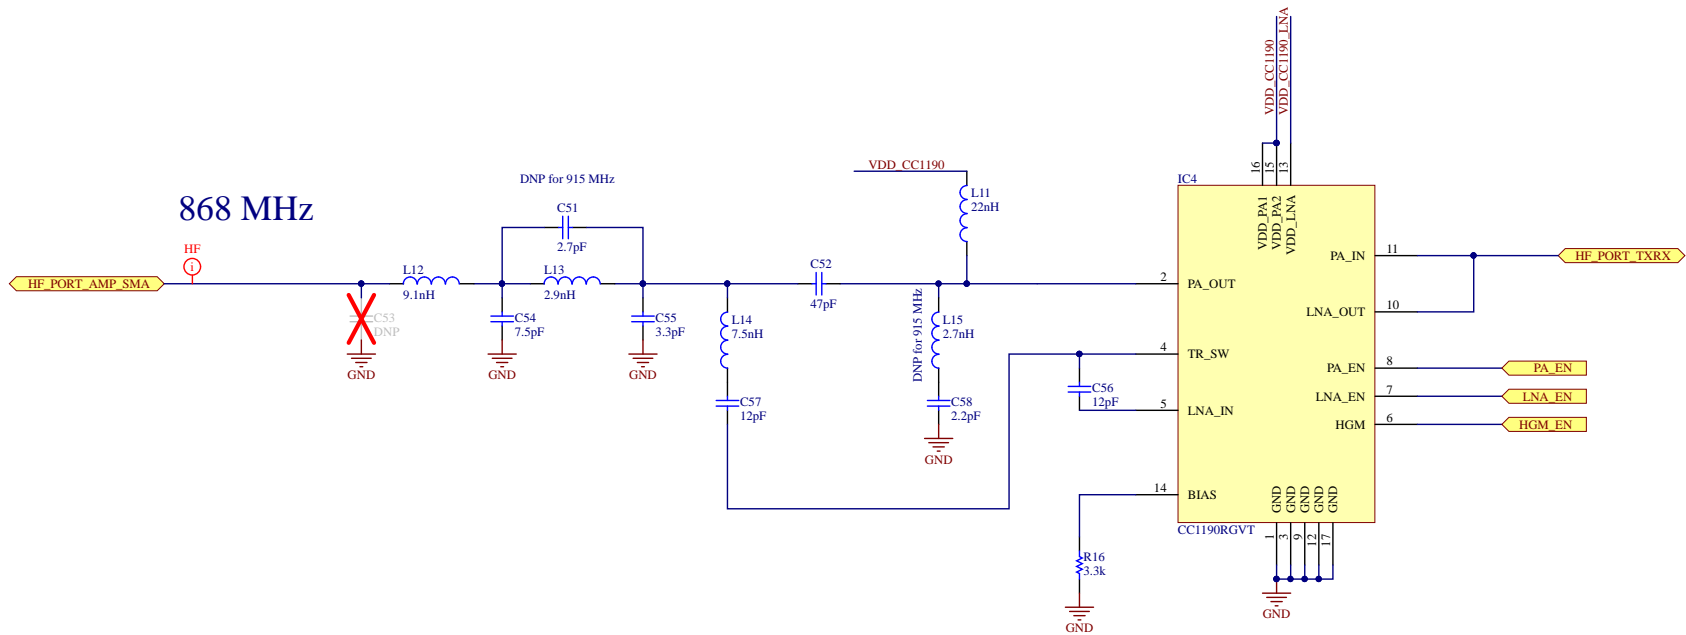 VDD_CC1190
VDD_CC1190_LNA
16
15
13
VDD_CC1190
DNP for 915 MHz
IC4
868 MHz
C51
2.7pF
L11
22nH
VDD_PA1
VDD_PA2
VDD_LNA
HF
i
PA_IN
11
HF_PORT_TXRX
HF_PORT_AMP_SMA
L12
9.1nH
L13
2.9nH
C52
47pF
2
PA_OUT
LNA_OUT
10
C53
DNP
C54
7.5pF
C55
3.3pF
L14
7.5nH
DNP for 915 MHz
L15
2.7nH
4
TR_SW
GND
GND
GND
PA_EN
8
PA_EN
C56
12pF
LNA_EN
7
LNA_EN
C57
12pF
C58
2.2pF
5
LNA_IN
HGM
6
HGM_EN
GND
14
BIAS
GND
GND
GND
GND
GND
CC1190RGVT
1
3
9
12
17
R16
3.3k
GND
GND